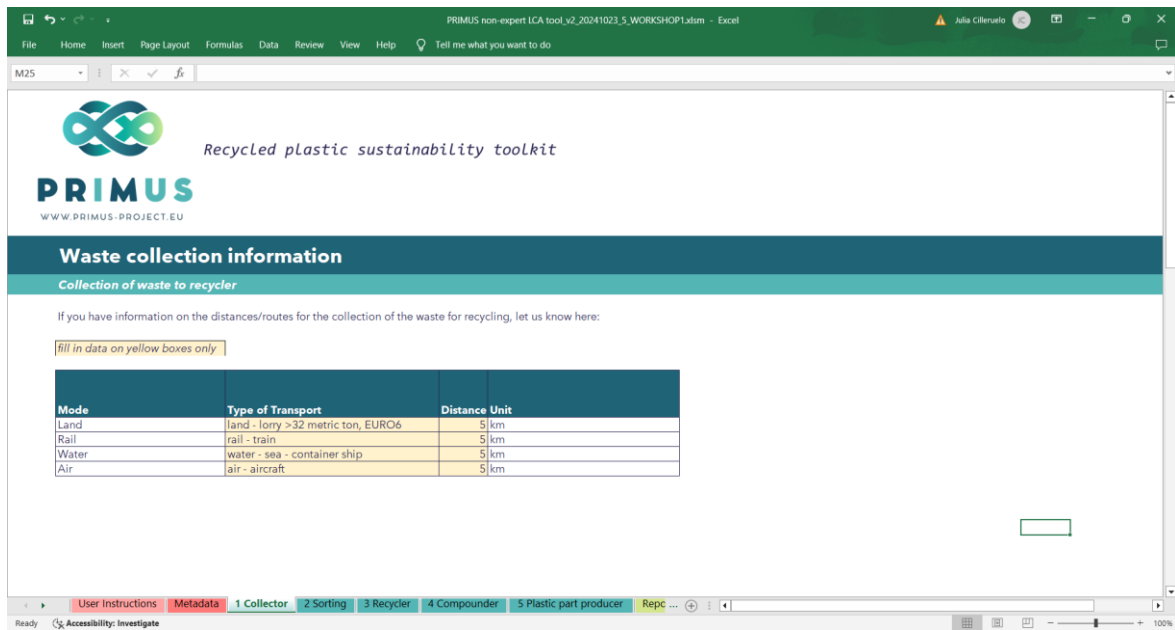 PRIMUS non-expert LCA tool_v2_20241023_5_WORKSHOP1.xlsm - Excel
Julia Cilleruelo
JC
File Home Insert Page Layout Formulas Data Review View Help Tell me what you want to do
M25
fx
Recycled plastic sustainability toolkit
PRIMUS
WWW.PRIMUS-PROJECT.EU
Waste collection information
Collection of waste to recycler
If you have information on the distances/routes for the collection of the waste for recycling, let us know here:
fill in data on yellow boxes only
Mode Type of Transport Distance Unit
Land land - lorry >32 metric ton, EURO6 5 km
Rail rail - train 5 km
Water water - sea - container ship 5 km
Air air - aircraft 5 km
User Instructions Metadata 1 Collector 2 Sorting 3 Recycler 4 Compounder 5 Plastic part producer Repc ...
Ready Accessibility: Investigate 100%